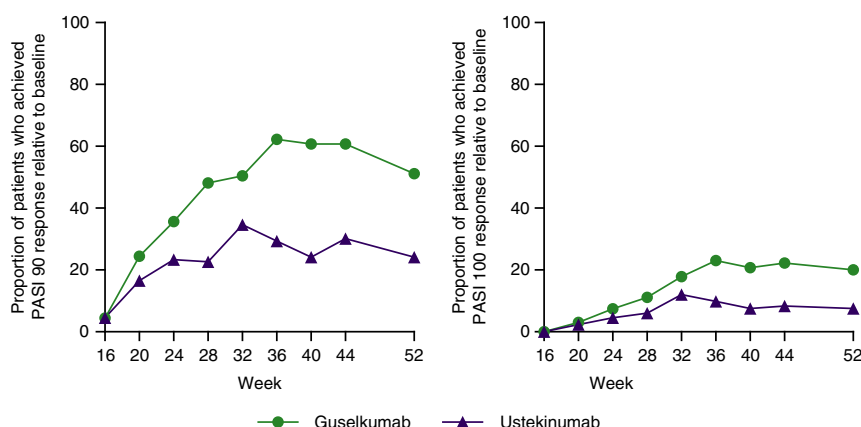 Proportion of patients who achieved
PASI 90 response relative to baseline
100
80
60
40
20
0
16 20 24 28 32 36 40 44 52
Week
Proportion of patients who achieved
PASI 100 response relative to baseline
100
80
60
40
20
0
16 20 24 28 32 36 40 44 52
Week
Guselkumab Ustekinumab